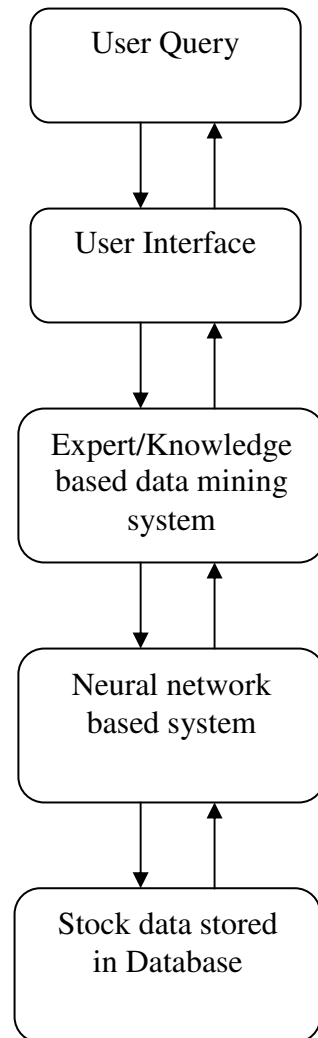 User Query
User Interface
Expert/Knowledge
based data mining
system
Neural network
based system
Stock data stored
in Database